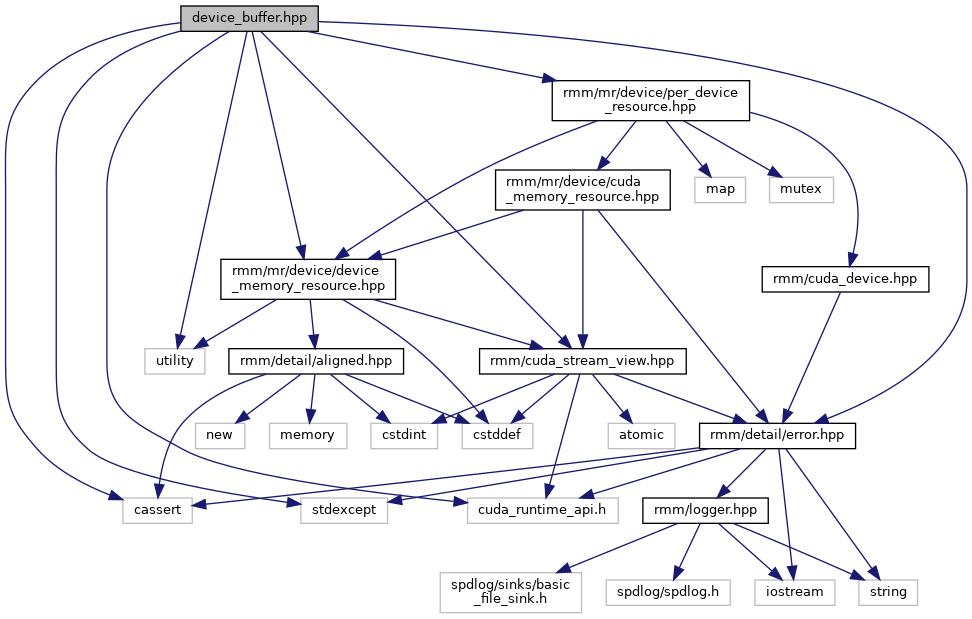 device_buffer.hpp
rmm/mr/device/per_device
_resource.hpp
rmm/mr/device/cuda
_memory_resource.hpp
map
mutex
rmm/mr/device/device
_memory_resource.hpp
rmm/cuda_device.hpp
utility
rmm/detail/aligned.hpp
rmm/cuda_stream_view.hpp
new
memory
cstdint
cstddef
atomic
rmm/detail/error.hpp
cassert
stdexcept
cuda_runtime_api.h
rmm/logger.hpp
spdlog/sinks/basic
_file_sink.h
spdlog/spdlog.h
iostream
string